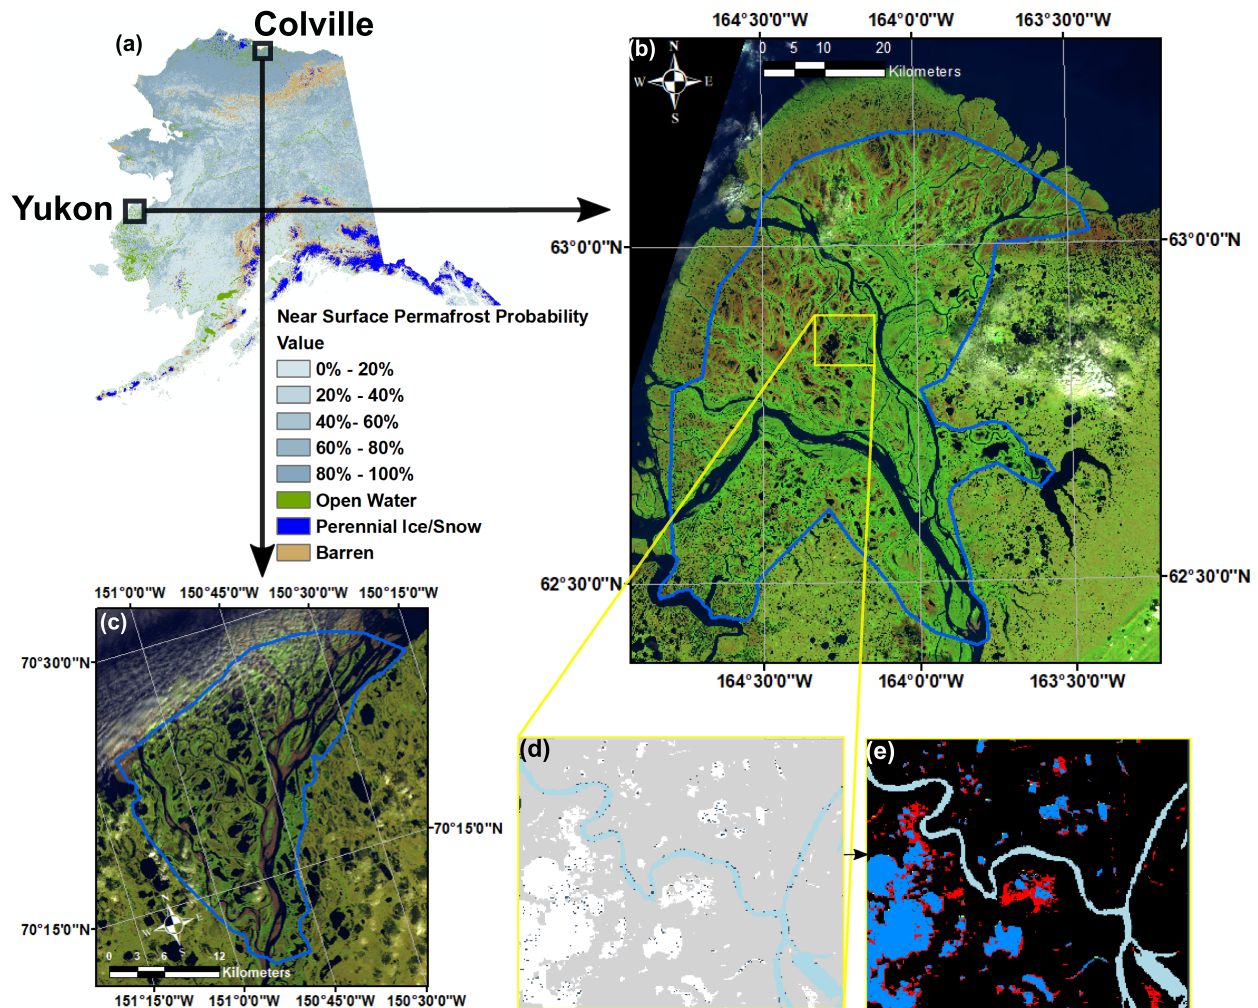 Colville
(a)
Yukon
Near Surface Permafrost Probability
Value
0% - 20%
20% - 40%
40%- 60%
60% - 80%
80% - 100%
Open Water
Perennial Ice/Snow
Barren
164°30'0"W 164°0'0"W 163°30'0"W
(b)
N
W E
S
0 5 10 20
Kilometers
63°0'0"N 63°0'0"N
62°30'0"N 62°30'0"N
164°30'0"W 164°0'0"W 163°30'0"W
151°0'0"W 150°45'0"W 150°30'0"W 150°15'0"W
(c)
70°30'0"N
70°15'0"N
70°15'0"N
N
W E
S
0 3 6 12
Kilometers
151°15'0"W 151°0'0"W 150°45'0"W 150°30'0"W
(d)
(e)